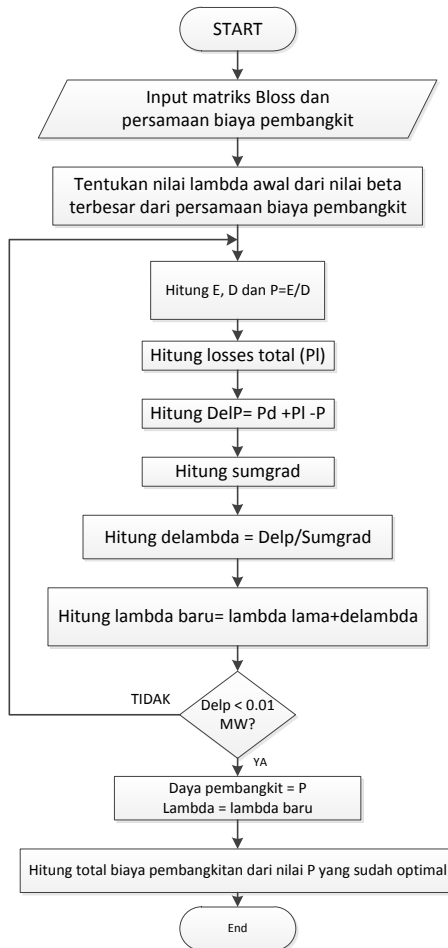 START
Input matriks Bloss dan
persamaan biaya pembangkit
Tentukan nilai lambda awal dari nilai beta
terbesar dari persamaan biaya pembangkit
Hitung E, D dan P=E/D
Hitung losses total (Pl)
Hitung DelP= Pd +Pl -P
Hitung sumgrad
Hitung delambda = Delp/Sumgrad
Hitung lambda baru= lambda lama+delambda
TIDAK
Delp < 0.01
MW?
YA
Daya pembangkit = P
Lambda = lambda baru
Hitung total biaya pembangkitan dari nilai P yang sudah optimal
End